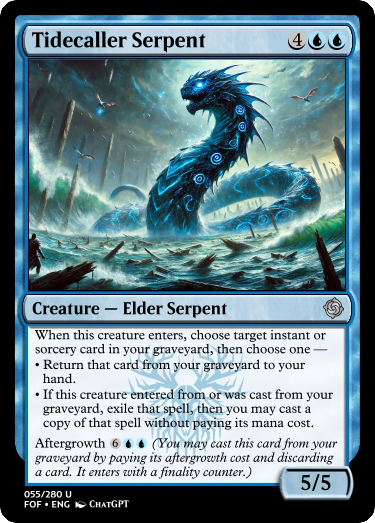 Tidecaller Serpent 4
Creature — Elder Serpent
When this creature enters, choose target instant or
sorcery card in your graveyard, then choose one —
• Return that card from your graveyard to your
hand.
• If this creature entered from or was cast from your
graveyard, exile that spell, then you may cast a
copy of that spell without paying its mana cost.
Aftergrowth 6 (You may cast this card from your
graveyard by paying its aftergrowth cost and discarding
a card. It enters with a finality counter.)
5/5
055/280 U
FOF • ENG ChatGPT